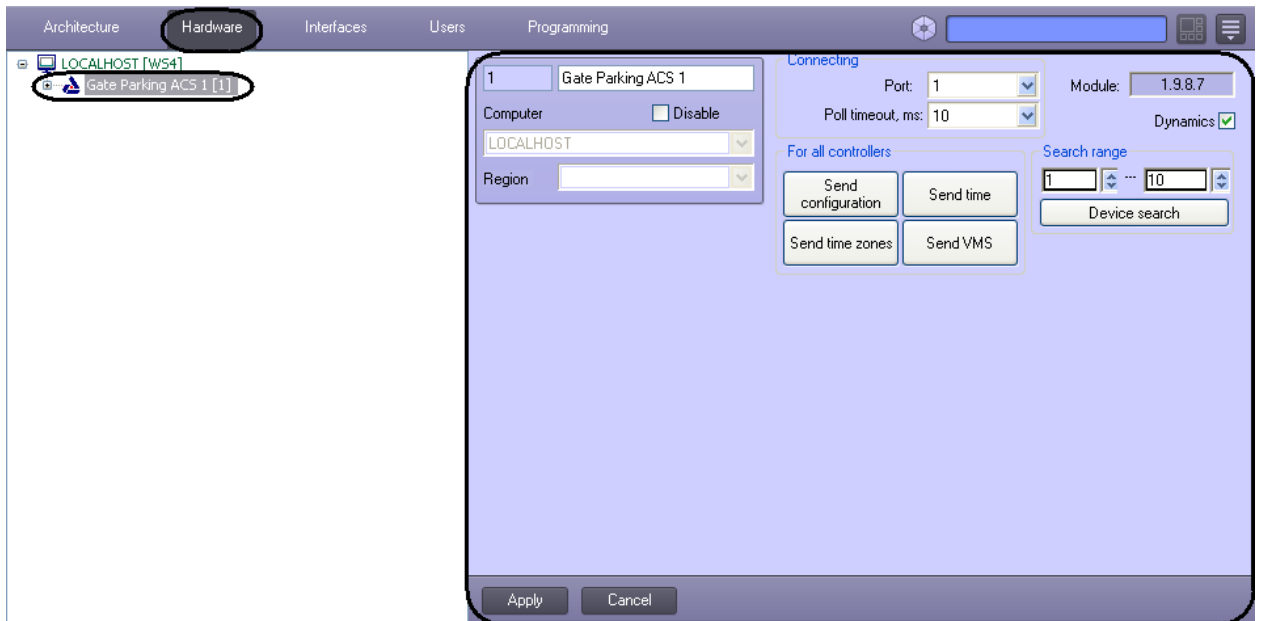 Architecture Hardware Interfaces Users Programming
LOCALHOST [WS4]
Gate Parking ACS 1 [1]
1 Gate Parking ACS 1
Computer Disable
LOCALHOST
Region
Connecting
Port: 1
Poll timeout, ms: 10
Module: 1.9.8.7
Dynamics
For all controllers
Send
configuration
Send time
Send time zones
Send VMS
Search range
1 ... 10
Device search
Apply Cancel